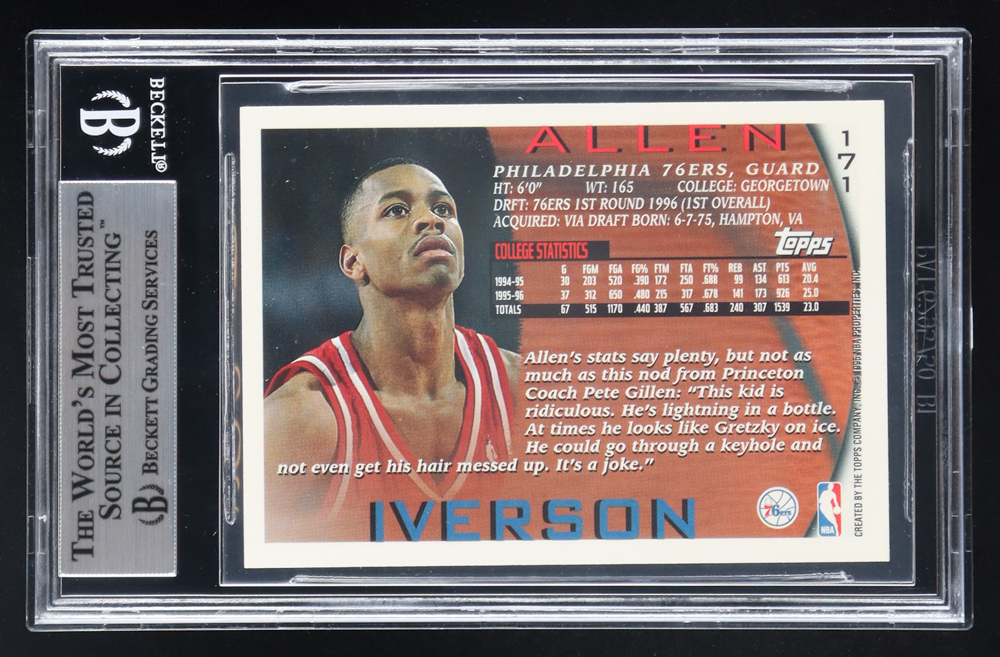 BECKETT®
B
THE WORLD'S MOST TRUSTED
SOURCE IN COLLECTING™
B BECKETT GRADING SERVICES
ALLEN
171
PHILADELPHIA 76ERS, GUARD
HT: 6'0" WT: 165 COLLEGE: GEORGETOWN
DRFT: 76ERS 1ST ROUND 1996 (1ST OVERALL)
ACQUIRED: VIA DRAFT BORN: 6-7-75, HAMPTON, VA
Topps
COLLEGE STATISTICS
G FGM FGA FG% FTM FTA FT% REB AST PTS AVG
1994-95 30 203 520 .390 172 250 .688 99 134 613 20.4
1995-96 37 312 650 .480 215 317 .678 141 173 926 25.0
TOTALS 67 515 1170 .440 387 567 .683 240 307 1539 23.0
Allen's stats say plenty, but not as
much as this nod from Princeton
Coach Pete Gillen: "This kid is
ridiculous. He's lightning in a bottle.
At times he looks like Gretzky on ice.
He could go through a keyhole and
not even get his hair messed up. It's a joke."
IVERSON
76ers
NBA
CREATED BY THE TOPPS COMPANY, INC. © 1996 NBA PROPERTIES, INC.